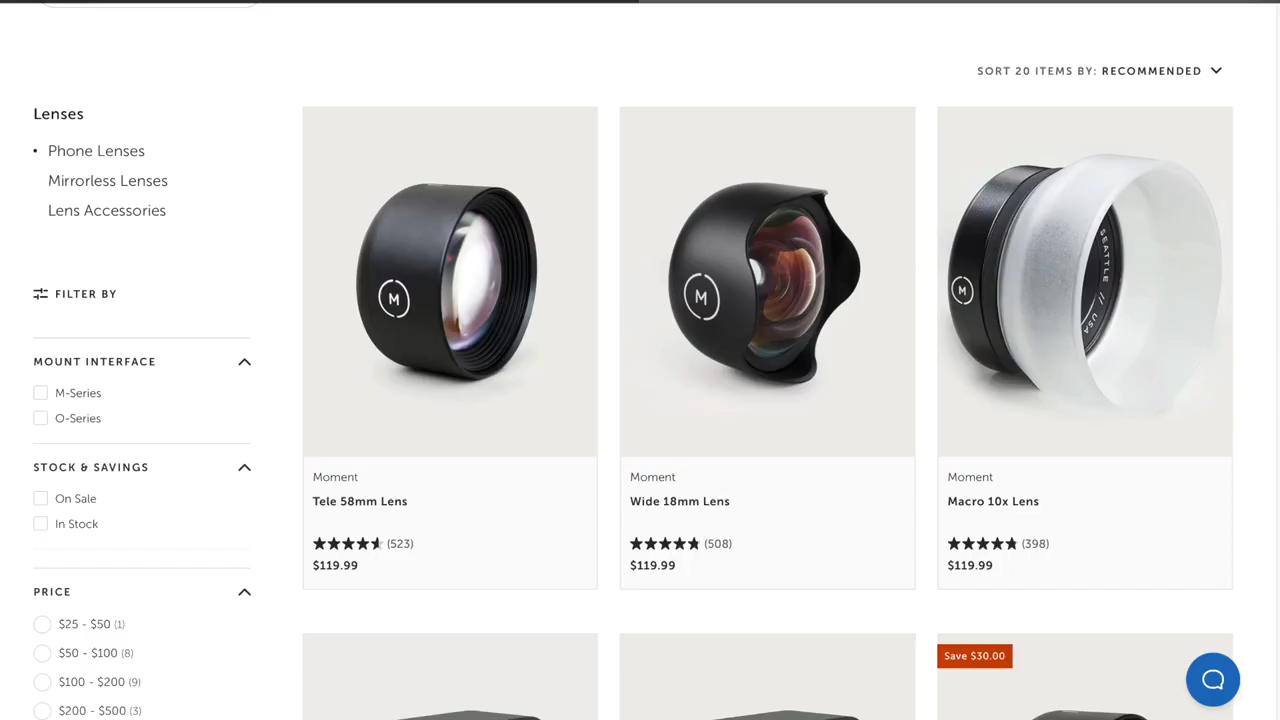 SORT 20 ITEMS BY: RECOMMENDED
Lenses
• Phone Lenses
Mirrorless Lenses
Lens Accessories
FILTER BY
MOUNT INTERFACE
M-Series
O-Series
STOCK & SAVINGS
On Sale
In Stock
PRICE
$25 - $50 (1)
$50 - $100 (8)
$100 - $200 (9)
$200 - $500 (3)
M
Moment
Tele 58mm Lens
(523)
$119.99
M
Moment
Wide 18mm Lens
(508)
$119.99
M
SEATTLE // USA
Moment
Macro 10x Lens
(398)
$119.99
Save $30.00